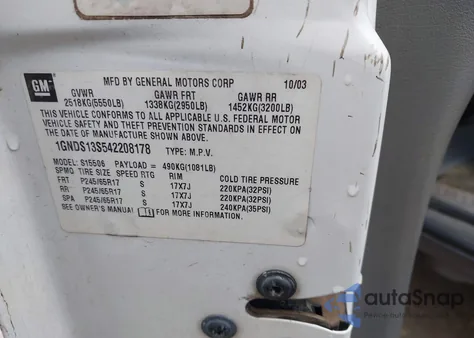 GM
MFD BY GENERAL MOTORS CORP 10/03
GVWR GAWR FRT GAWR RR
2518KG(5550LB) 1338KG(2950LB) 1452KG(3200LB)
THIS VEHICLE CONFORMS TO ALL APPLICABLE U.S. FEDERAL MOTOR
VEHICLE SAFETY AND THEFT PREVENTION STANDARDS IN EFFECT ON
THE DATE OF MANUFACTURE SHOWN ABOVE.
1GNDS13S542208178 TYPE: M.P.V.
MODEL: S15506 PAYLOAD = 490KG(1081LB)
SPMQ TIRE SIZE SPEED RTG RIM COLD TIRE PRESSURE
FRT P245/65R17 S 17X7J 220KPA(32PSI)
RR P245/65R17 S 17X7J 220KPA(32PSI)
SPA P245/65R17 S 17X7J 240KPA(35PSI)
SEE OWNER'S MANUAL FOR ADDITIONAL INFORMATION.
autoSnap